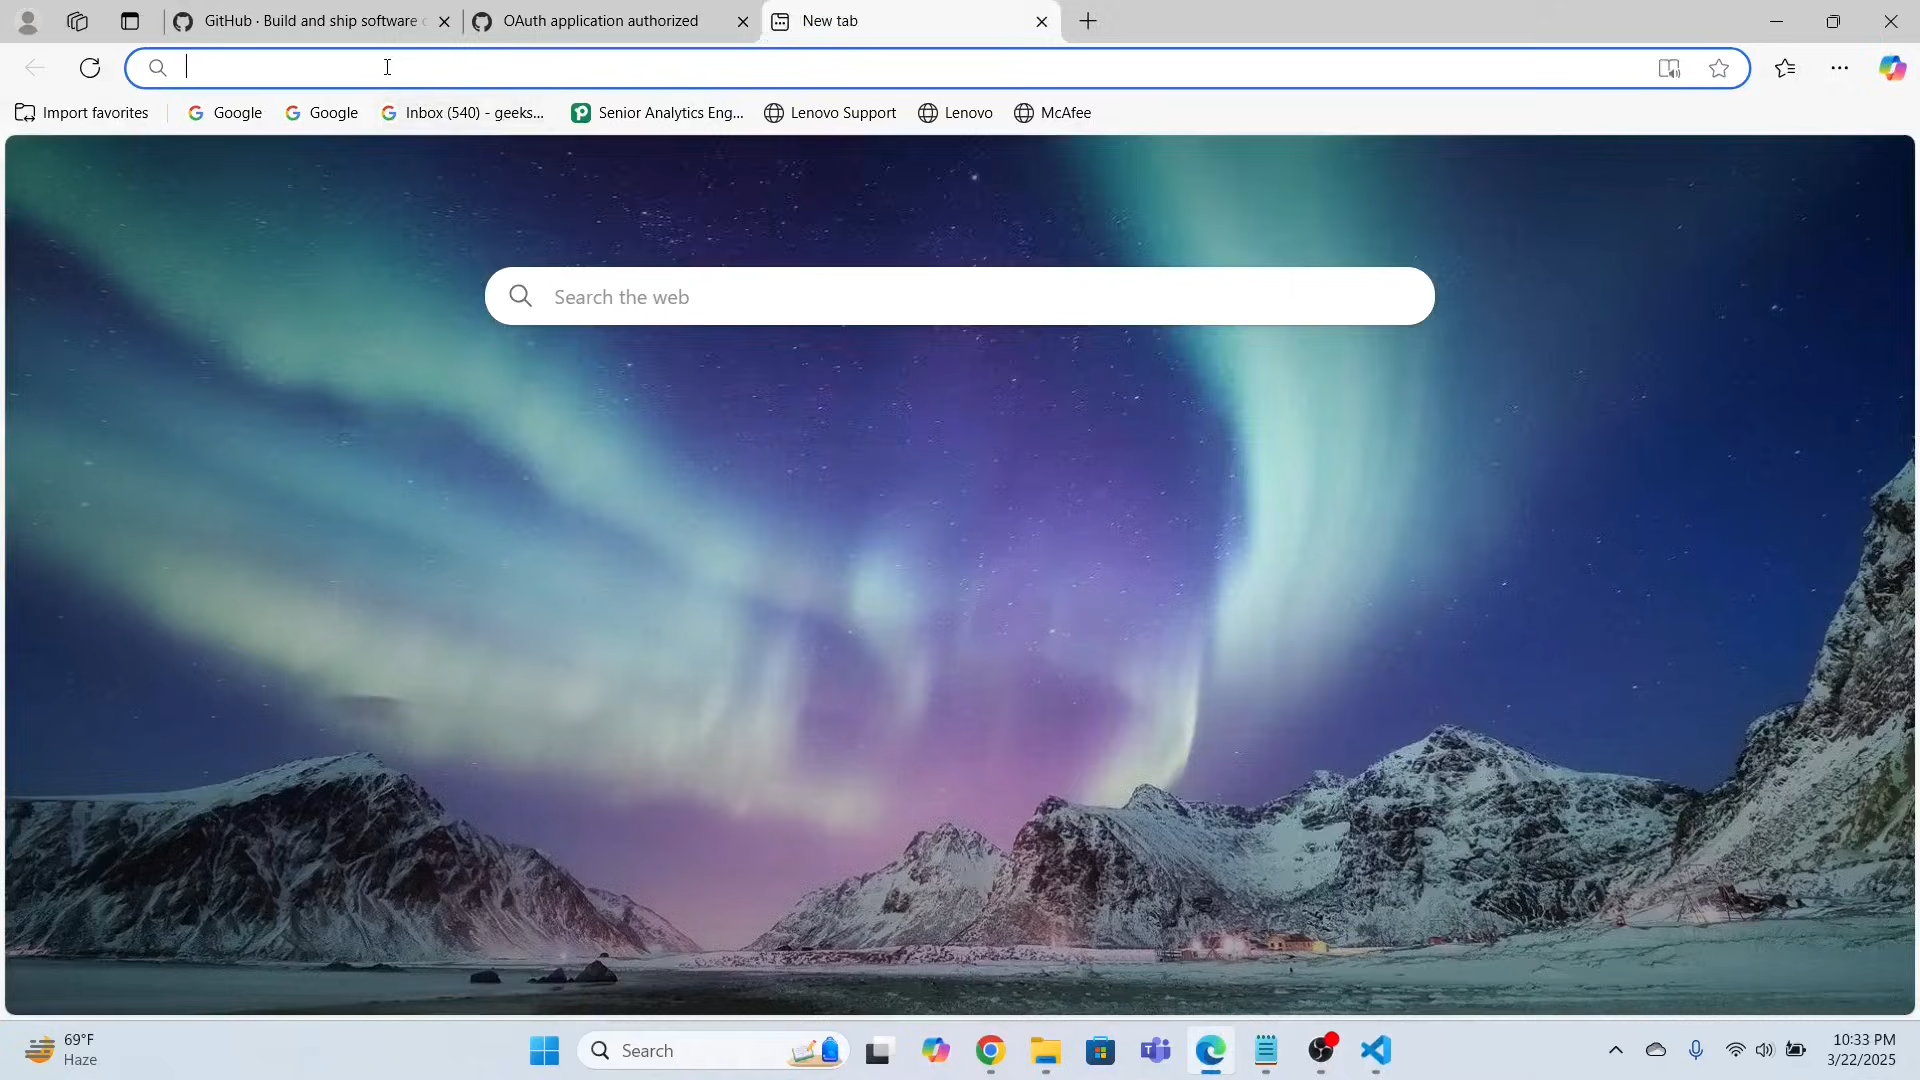 GitHub · Build and ship software
OAuth application authorized
New tab
Import favorites
Google
Google
Inbox (540) - geeks...
Senior Analytics Eng...
Lenovo Support
Lenovo
McAfee
Search the web
69°F
Haze
Search
10:33 PM
3/22/2025